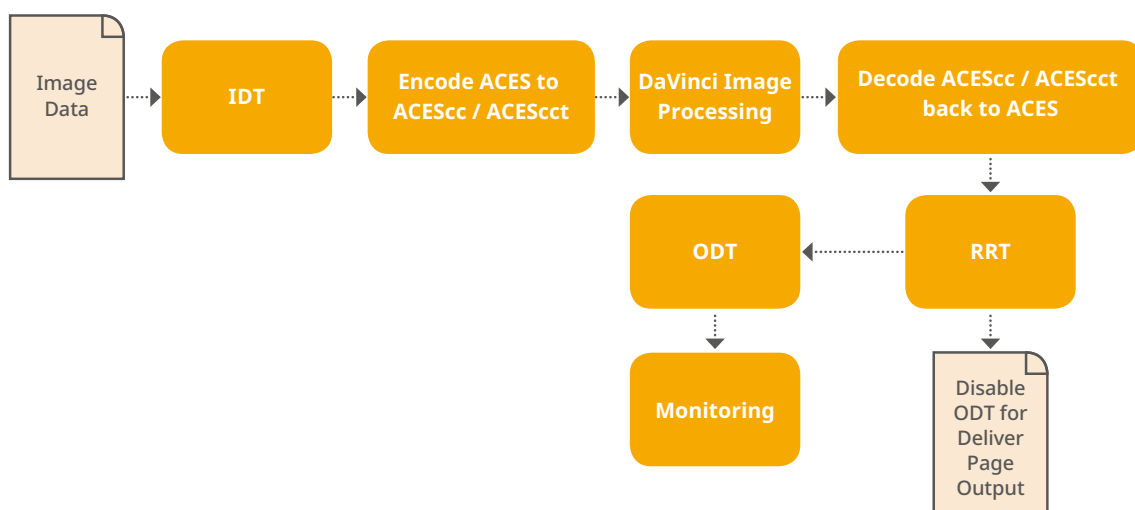 Image
Data
IDT
Encode ACES to
ACEScc / ACEScct
DaVinci Image
Processing
Decode ACEScc / ACEScct
back to ACES
ODT
RRT
Monitoring
Disable
ODT for
Deliver
Page
Output